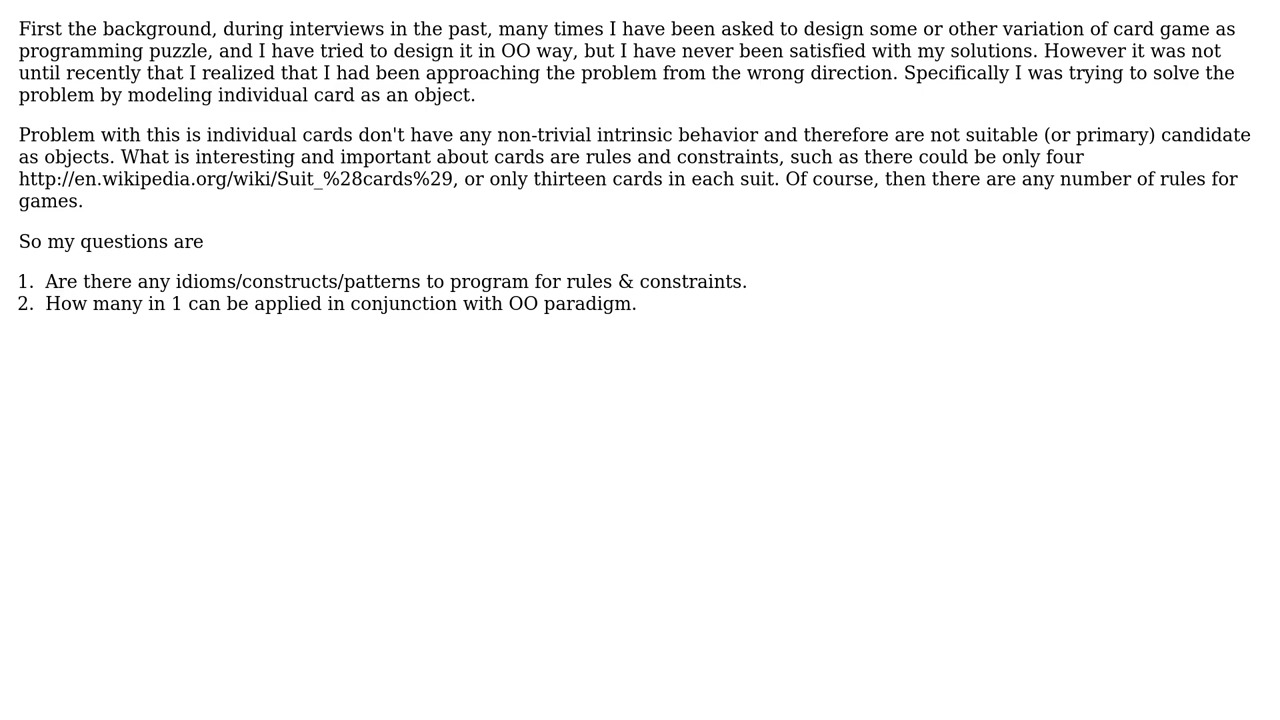 First the background, during interviews in the past, many times I have been asked to design some or other variation of card game as
programming puzzle, and I have tried to design it in OO way, but I have never been satisfied with my solutions. However it was not
until recently that I realized that I had been approaching the problem from the wrong direction. Specifically I was trying to solve the
problem by modeling individual card as an object.
Problem with this is individual cards don't have any non-trivial intrinsic behavior and therefore are not suitable (or primary) candidate
as objects. What is interesting and important about cards are rules and constraints, such as there could be only four
http://en.wikipedia.org/wiki/Suit_%28cards%29, or only thirteen cards in each suit. Of course, then there are any number of rules for
games.
So my questions are
1. Are there any idioms/constructs/patterns to program for rules & constraints.
2. How many in 1 can be applied in conjunction with OO paradigm.